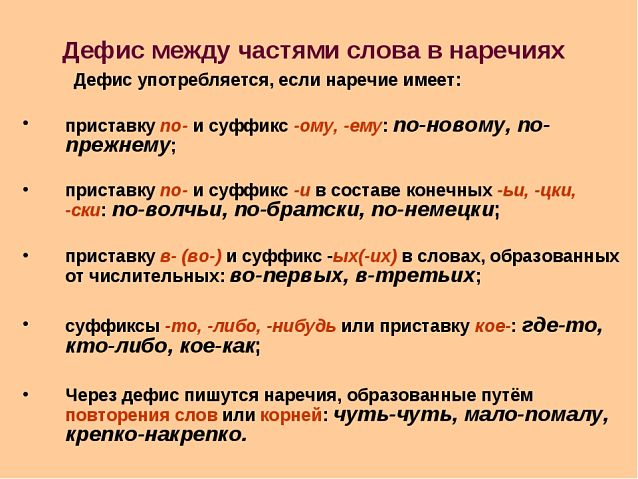 Дефис между частями слова в наречиях
Дефис употребляется, если наречие имеет:
• приставку по- и суффикс -ому, -ему: по-новому, по-
прежнему;
• приставку по- и суффикс -и в составе конечных -ьи, -цки,
-ски: по-волчьи, по-братски, по-немецки;
• приставку в- (во-) и суффикс -ых(-их) в словах, образованных
от числительных: во-первых, в-третьих;
• суффиксы -то, -либо, -нибудь или приставку кое-: где-то,
кто-либо, кое-как;
• Через дефис пишутся наречия, образованные путём
повторения слов или корней: чуть-чуть, мало-помалу,
крепко-накрепко.